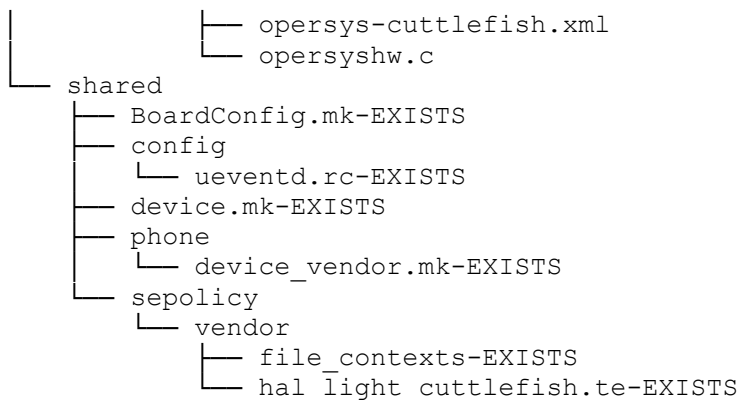 │           ├── opersys-cuttlefish.xml
│           └── opersyshw.c
└── shared
    ├── BoardConfig.mk-EXISTS
    ├── config
    │   └── ueventd.rc-EXISTS
    ├── device.mk-EXISTS
    ├── phone
    │   └── device_vendor.mk-EXISTS
    └── sepolicy
        └── vendor
            ├── file_contexts-EXISTS
            └── hal_light_cuttlefish.te-EXISTS